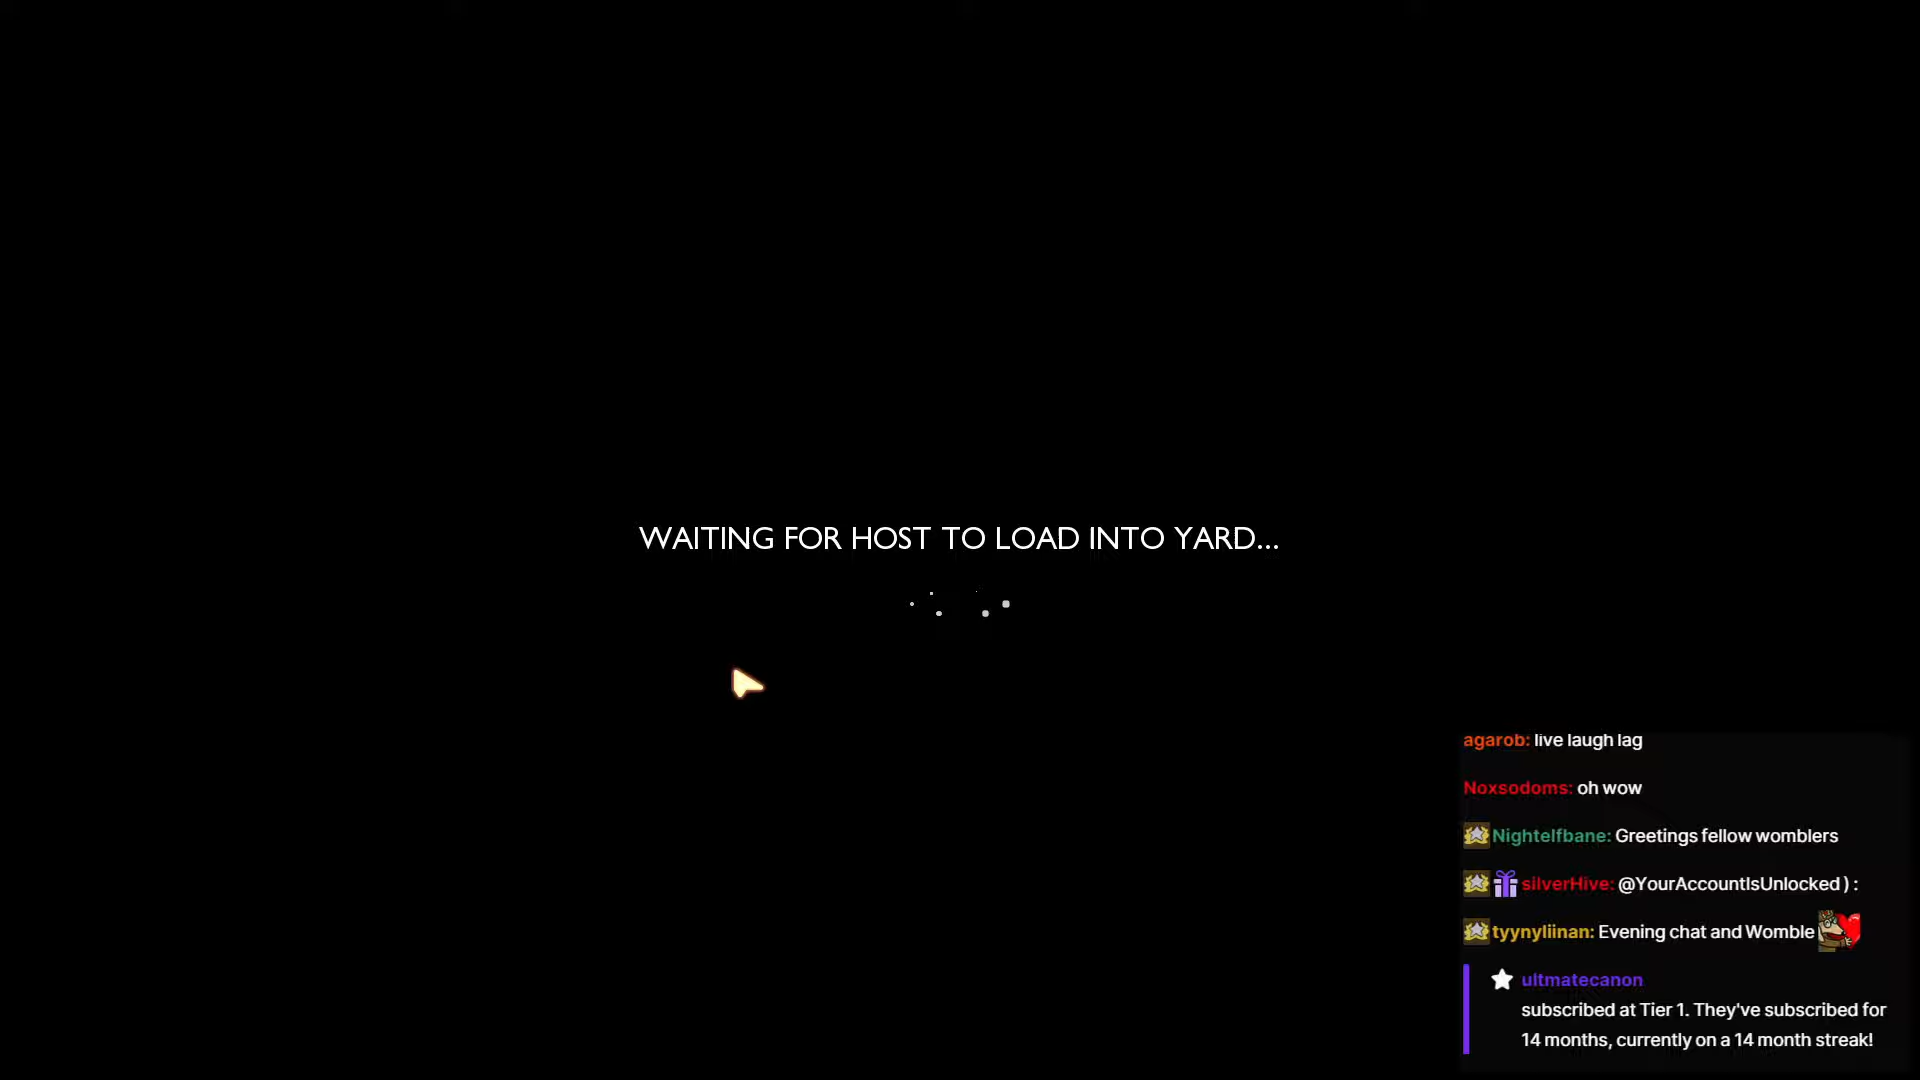 WAITING FOR HOST TO LOAD INTO YARD...
agarob: live laugh lag
Noxsodoms: oh wow
Nightelfbane: Greetings fellow womblers
silverHive: @YourAccountIsUnlocked ) :
tyynyliinan: Evening chat and Womble
ultmatecanon
subscribed at Tier 1. They've subscribed for
14 months, currently on a 14 month streak!